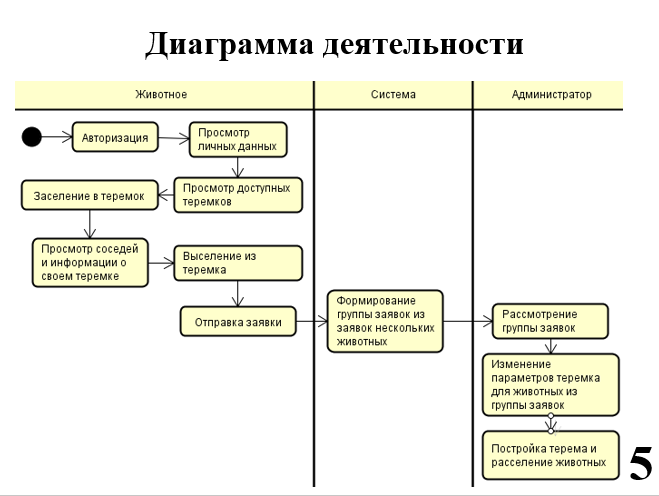 Диаграмма деятельности
Животное
Система
Администратор
Авторизация
Просмотр
личных данных
Просмотр доступных
теремков
Заселение в теремок
Просмотр соседей
и информации о
своем теремке
Выселение из
теремка
Отправка заявки
Формирование
группы заявок из
заявок нескольких
животных
Рассмотрение
группы заявок
Изменение
параметров теремка
для животных из
группы заявок
Постройка терема и
расселение животных
5